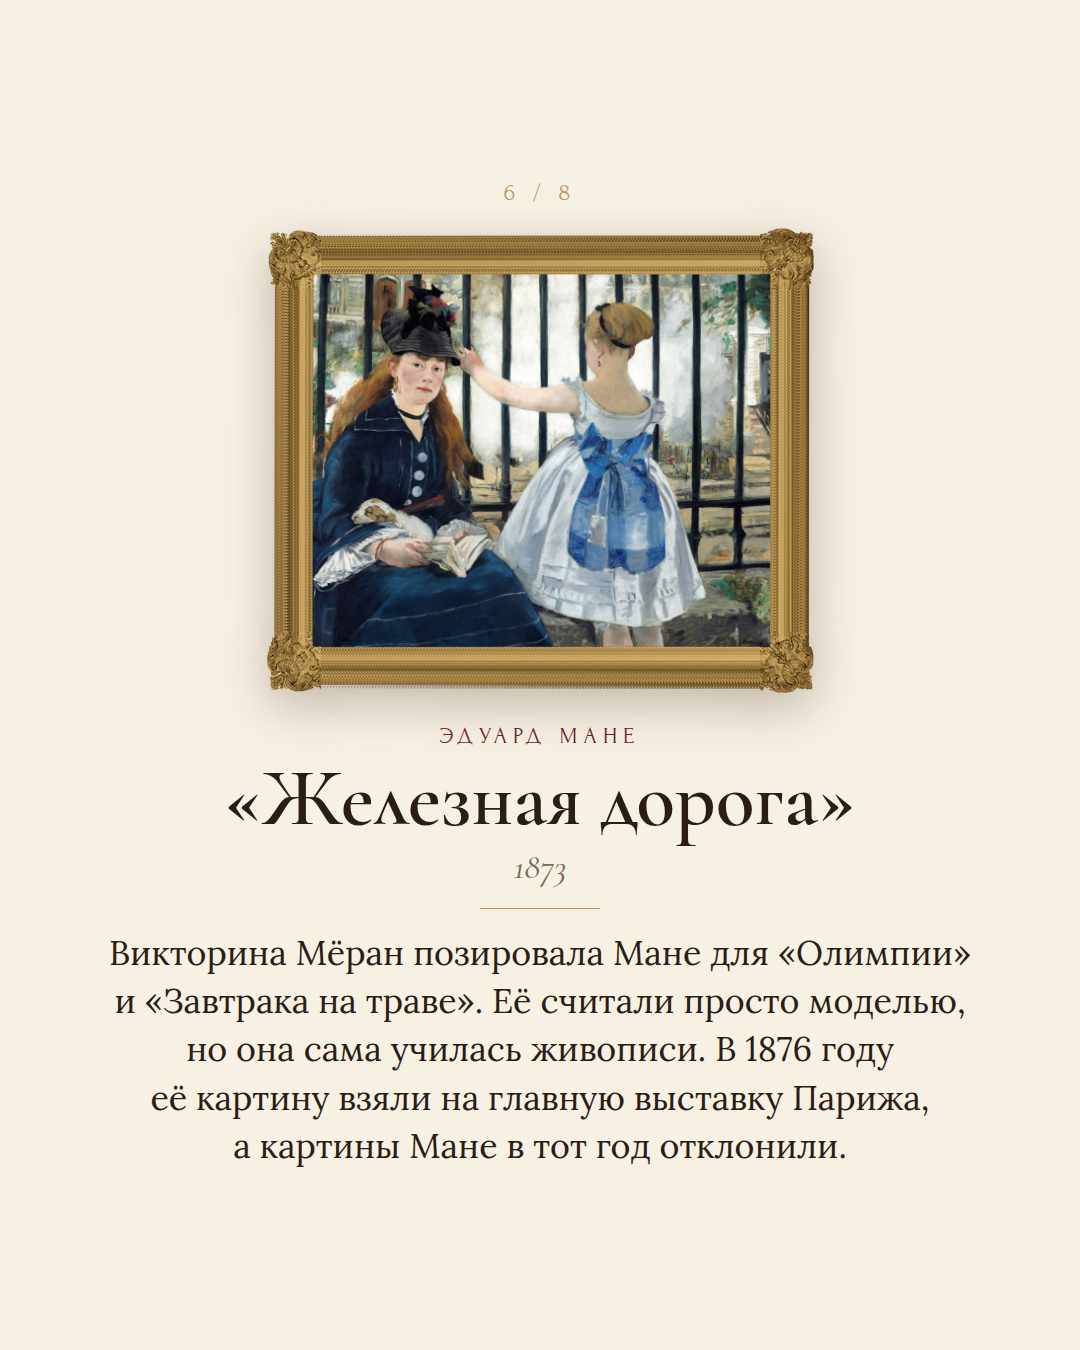 6 / 8
ЭДУАРД МАНЕ
«Железная дорога»
1873
Викторина Мёран позировала Мане для «Олимпии»
и «Завтрака на траве». Её считали просто моделью,
но она сама училась живописи. В 1876 году
её картину взяли на главную выставку Парижа,
а картины Мане в тот год отклонили.